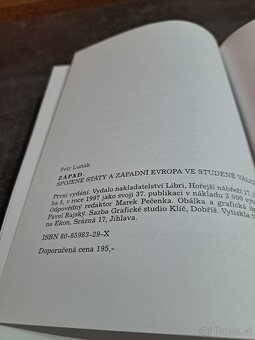 Petr Luňák
ZÁPAD
SPOJENÉ STÁTY A ZÁPADNÍ EVROPA VE STUDENÉ VÁLCE
První vydání. Vydalo nakladatelství Libri, Hořejší nábřeží 17,
ha 5, v roce 1997 jako svoji 37. publikaci v nákladu 3 000
Odpovědný redaktor Marek Pečenka. Obálka a grafická
Pavel Rajský. Sazba Grafické studio Klíč, Dobříš. Vytiskla
na Ekon, Srázná 17, Jihlava.
ISBN 80-85983-29-X
Doporučená cena 195,–